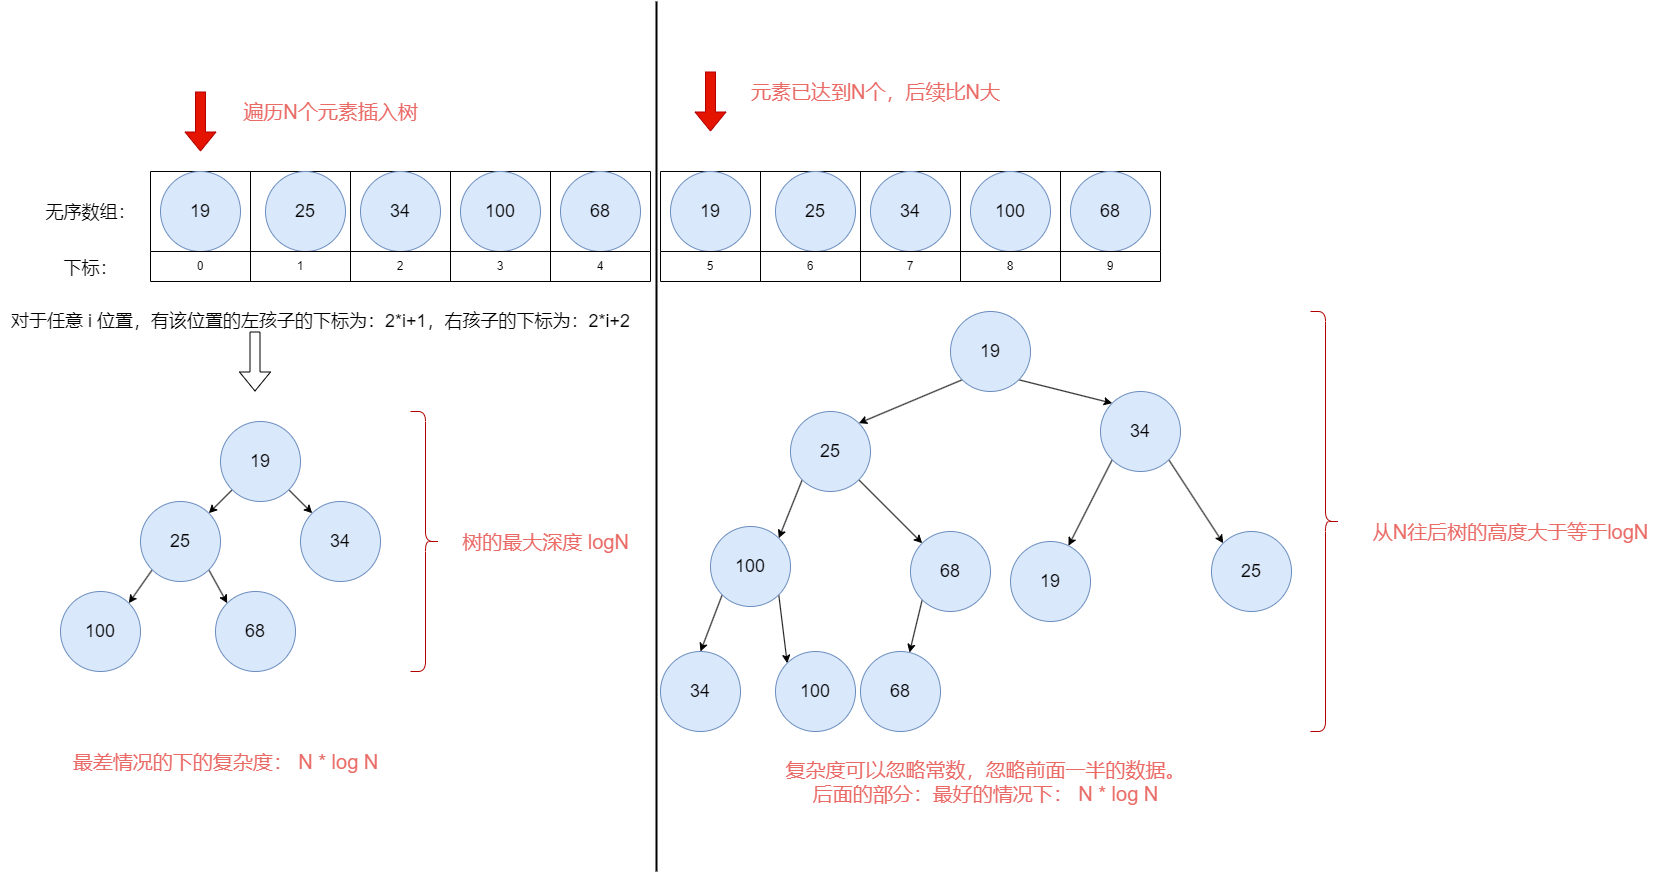 遍历N个元素插入树
元素已达到N个，后续比N大
无序数组：
19 25 34 100 68 19 25 34 100 68
下标：
0 1 2 3 4 5 6 7 8 9
对于任意 i 位置，有该位置的左孩子的下标为：2*i+1，右孩子的下标为：2*i+2
19
25
34
100
68
树的最大深度 logN
最差情况的下的复杂度： N * log N
19
25
34
100
68
19
25
34
100
68
从N往后树的高度大于等于logN
复杂度可以忽略常数，忽略前面一半的数据。
后面的部分：最好的情况下： N * log N